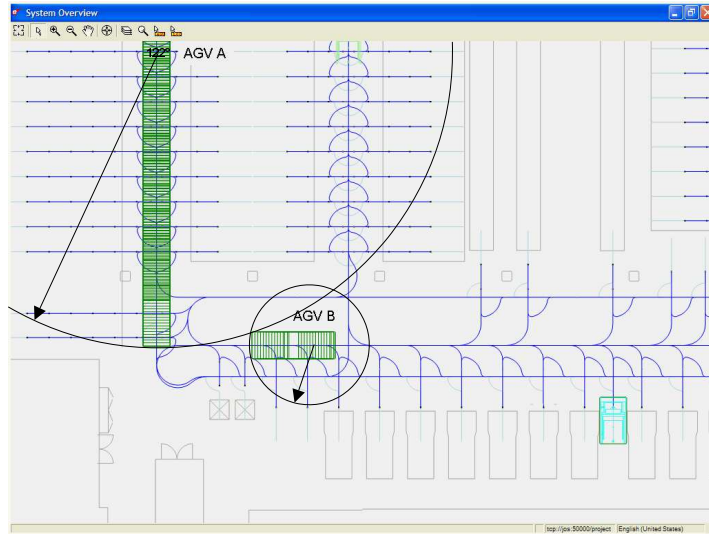 System Overview
122° AGV A
AGV B
tcp://jos:50000/project English (United States)